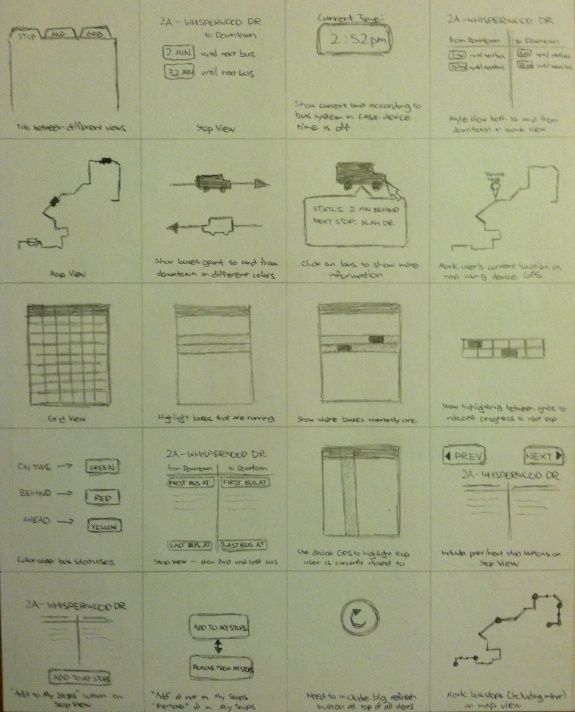 STOP MAP GRID
Tab between different views
2A - WHISPERWOOD DR
to Downtown
2 MIN until next bus
32 MIN until next bus
Stop View
Current Time:
2:52pm
Show current time according to
bus system in case device
time is off
2A - WHISPERWOOD DR
from Downtown to Downtown
until next bus until next bus
until next bus until next bus
Maybe show both to and from
downtown in same view
Map View
Show buses going to and from
downtown in different colors
STATUS: 2 MIN BEHIND
NEXT STOP: BLAH DR.
Click on bus to show more
information
Mark user's current location on
map using device GPS
Grid View
Highlight buses that are running
Show where buses currently are
Show highlighting between grids to
indicate progress to next stop
ON TIME → GREEN
BEHIND → RED
AHEAD → YELLOW
Color code bus statuses
2A - WHISPERWOOD DR
from Downtown to Downtown
FIRST BUS AT FIRST BUS AT
LAST BUS AT LAST BUS AT
Stop View - show first and last bus
Use device GPS to highlight stop
user is currently closest to
PREV NEXT
2A - WHISPERWOOD DR
Include prev/next stop buttons on
Stop View
2A - WHISPERWOOD DR
ADD TO MY STOPS
"Add to My Stops" button on
Stop View
ADD TO MY STOPS
REMOVE FROM MY STOPS
"Add" if not in My Stops
"Remove" if in My Stops
Need to include big refresh
button at top of all views
Mark bus stops (including minor)
on map view